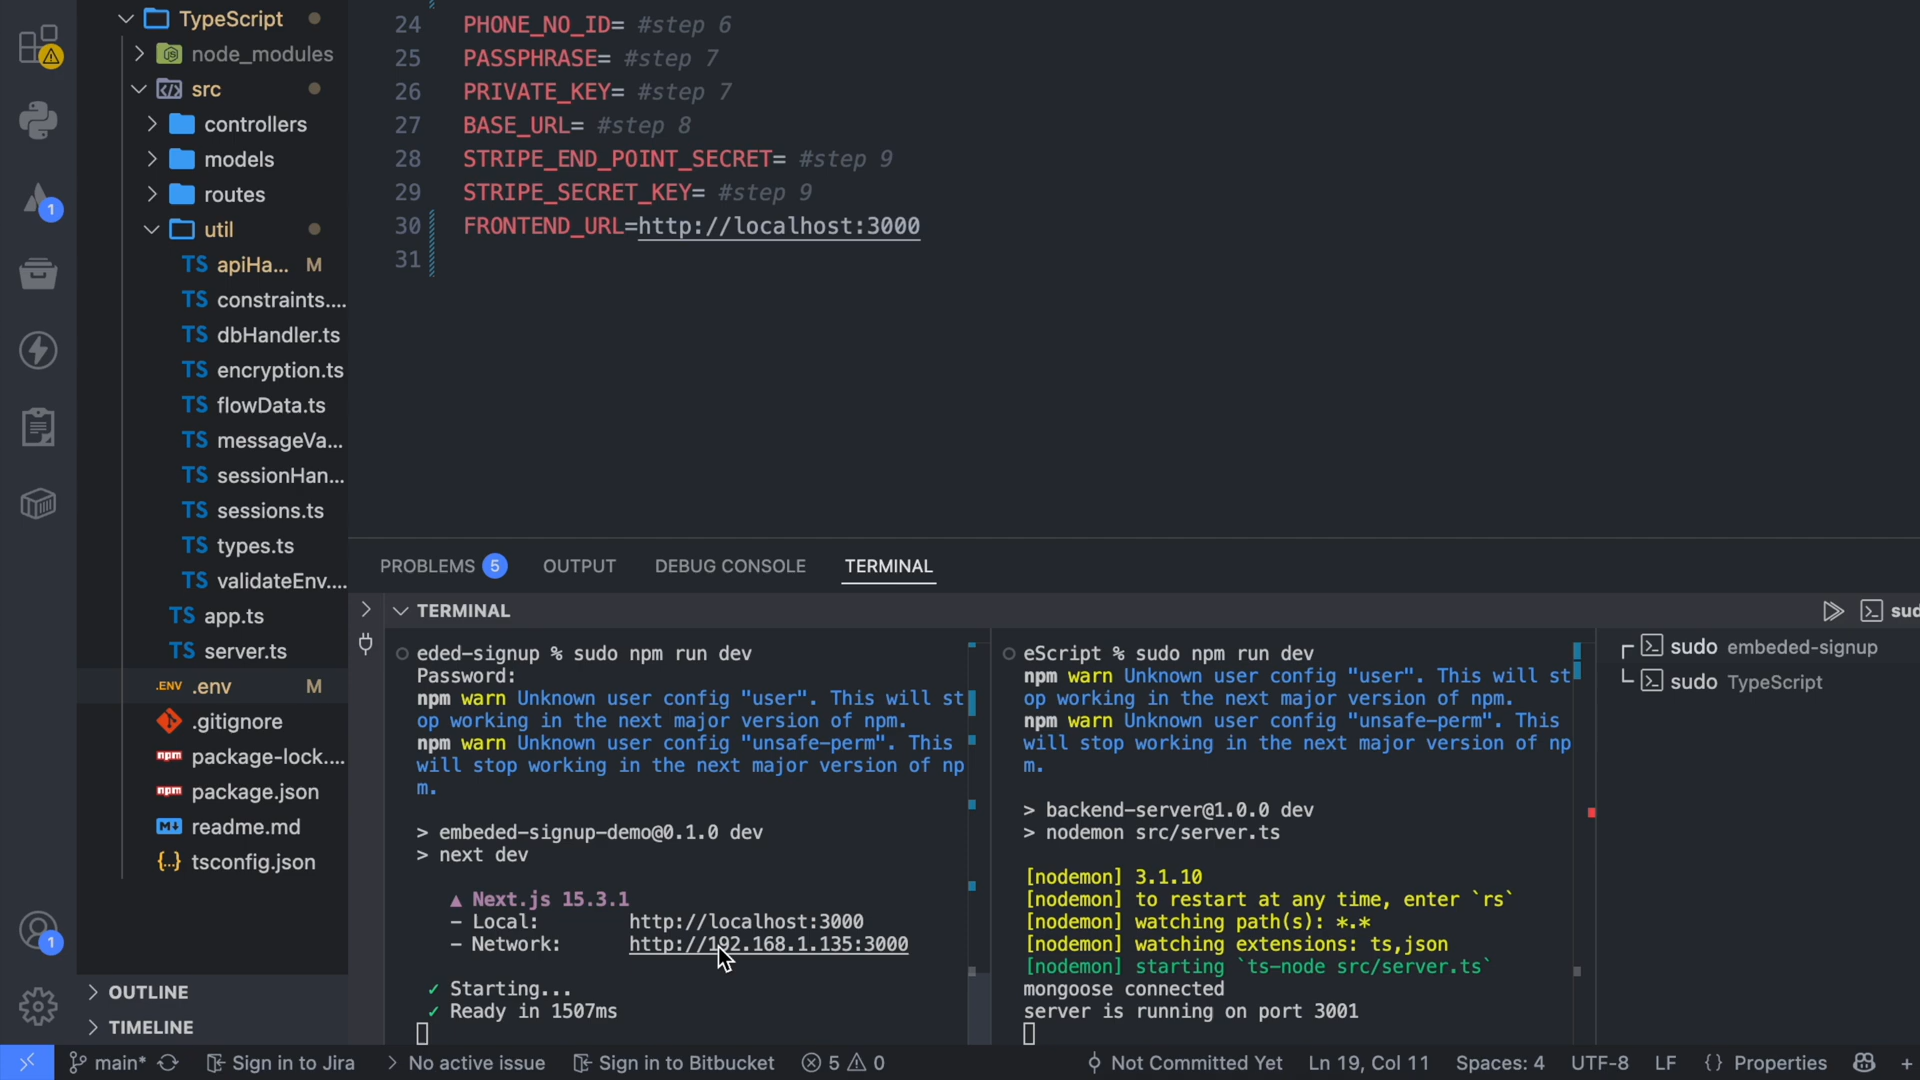 TypeScript
node_modules
src
controllers
models
routes
util
TS apiHa... M
TS constraints....
TS dbHandler.ts
TS encryption.ts
TS flowData.ts
TS messageVa...
TS sessionHan...
TS sessions.ts
TS types.ts
TS validateEnv....
TS app.ts
TS server.ts
.ENV .env M
.gitignore
npm package-lock....
npm package.json
M readme.md
{..} tsconfig.json
OUTLINE
TIMELINE
1
1
24 PHONE_NO_ID= #step 6
25 PASSPHRASE= #step 7
26 PRIVATE_KEY= #step 7
27 BASE_URL= #step 8
28 STRIPE_END_POINT_SECRET= #step 9
29 STRIPE_SECRET_KEY= #step 9
30 FRONTEND_URL=http://localhost:3000
31
PROBLEMS 5 OUTPUT DEBUG CONSOLE TERMINAL
TERMINAL
sud
eded-signup % sudo npm run dev
Password:
npm warn Unknown user config "user". This will st
op working in the next major version of npm.
npm warn Unknown user config "unsafe-perm". This
will stop working in the next major version of np
m.
> embeded-signup-demo@0.1.0 dev
> next dev
▲ Next.js 15.3.1
- Local: http://localhost:3000
- Network: http://192.168.1.135:3000
✓ Starting...
✓ Ready in 1507ms
eScript % sudo npm run dev
npm warn Unknown user config "user". This will st
op working in the next major version of npm.
npm warn Unknown user config "unsafe-perm". This
will stop working in the next major version of np
m.
> backend-server@1.0.0 dev
> nodemon src/server.ts
[nodemon] 3.1.10
[nodemon] to restart at any time, enter `rs`
[nodemon] watching path(s): *.*
[nodemon] watching extensions: ts,json
[nodemon] starting `ts-node src/server.ts`
mongoose connected
server is running on port 3001
sudo embeded-signup
sudo TypeScript
main* Sign in to Jira No active issue Sign in to Bitbucket 5 0 Not Committed Yet Ln 19, Col 11 Spaces: 4 UTF-8 LF {} Properties +